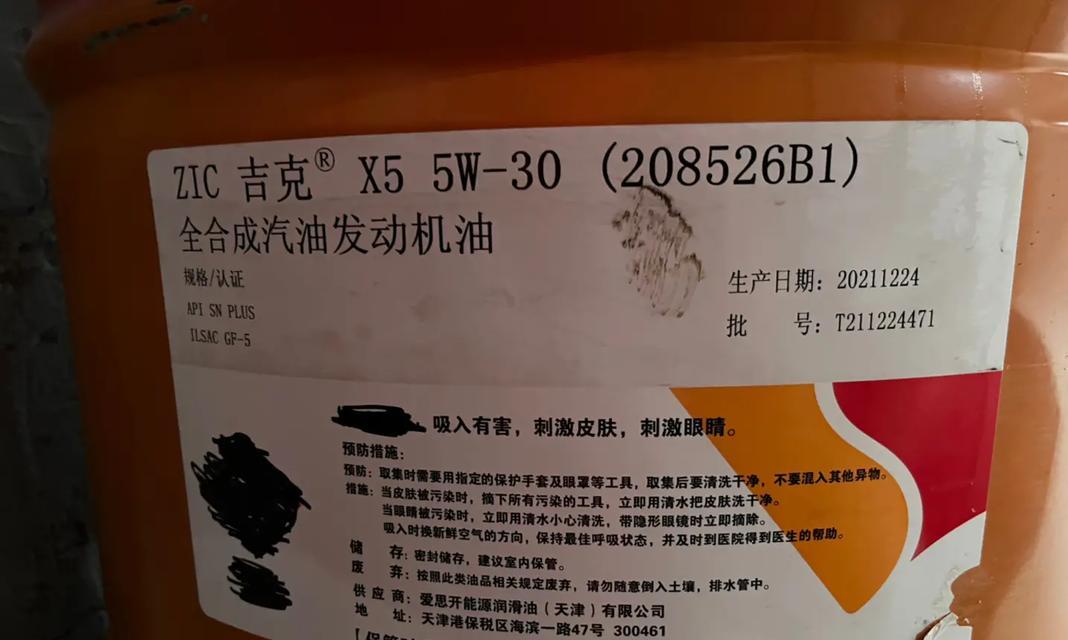 ZIC 吉克® X5 5W-30 (208526B1)
全合成汽油发动机油
规格/认证
API SN PLUS
ILSAC GF-5
生产日期：20211224
批　　号：T211224471
吸入有害，刺激皮肤，刺激眼睛。
预防措施：
预防：取集时需要用指定的保护手套及眼罩等工具，取集后要清洗干净，不要混入其他异物。
措施：当皮肤被污染时，摘下所有污染的工具，立即用清水把皮肤洗干净。
当眼睛被污染时，立即用清水小心清洗，带隐形眼镜时立即摘除。
吸入时换新鲜空气的方向，保持最佳呼吸状态，并及时到医院得到医生的帮助。
储　　存：密封储存，建议室内保管。
废　　弃：按照此类油品相关规定废弃，请勿随意倒入土壤，排水管中。
供 应 商：爱思开能源润滑油（天津）有限公司
地　　址：天津港保税区海滨一路47号 300461